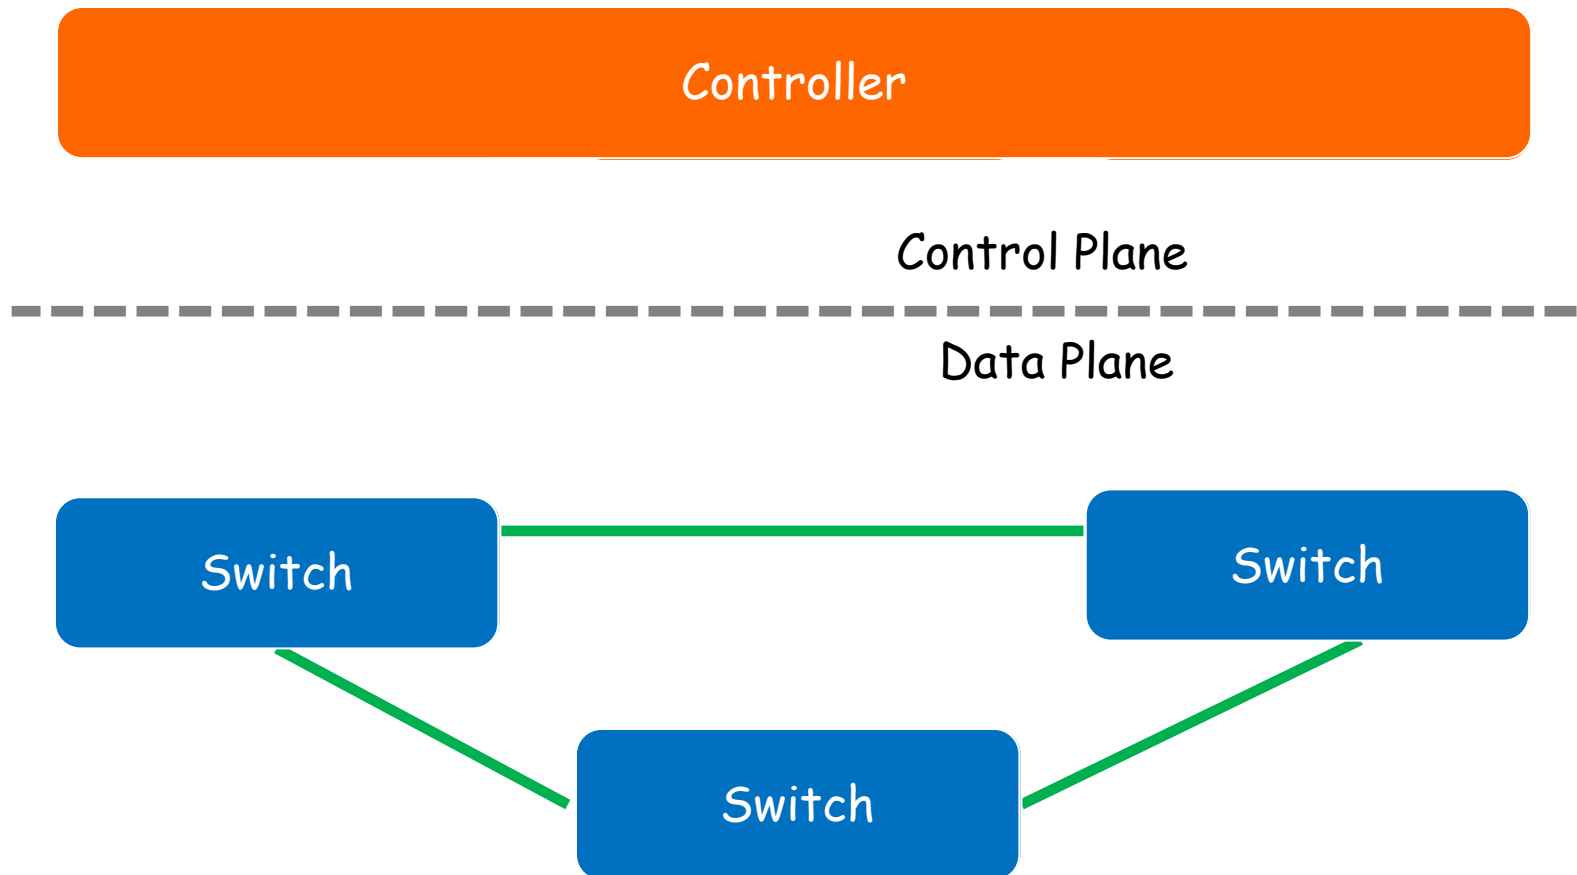 Controller
Control Plane
Data Plane
Switch
Switch
Switch